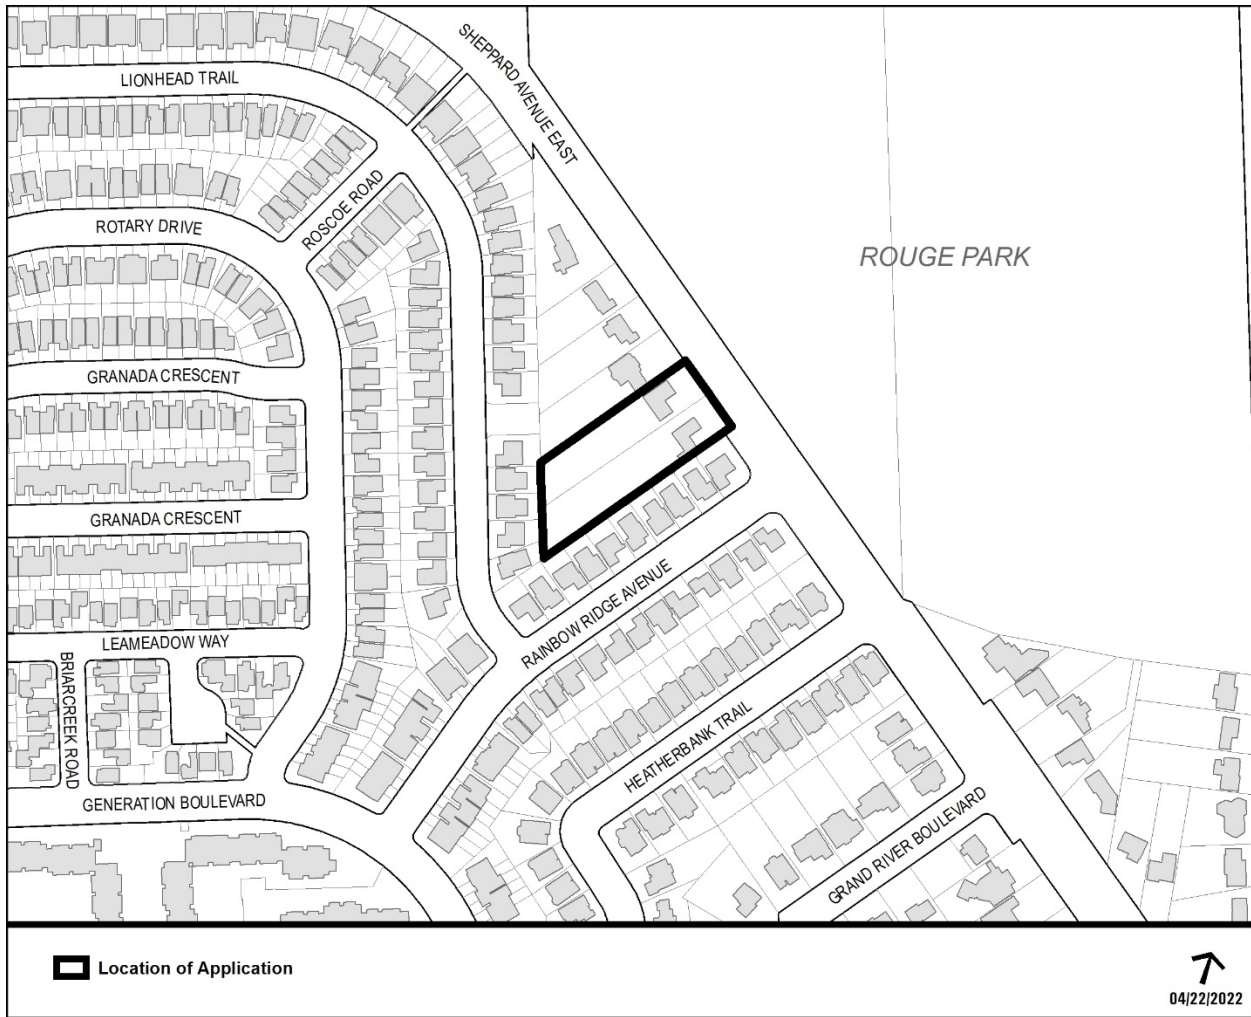 SHEPPARD AVENUE EAST
LIONHEAD TRAIL
ROSCOE ROAD
ROTARY DRIVE
ROUGE PARK
GRANADA CRESCENT
GRANADA CRESCENT
RAINBOW RIDGE AVENUE
LEAMEADOW WAY
BRIARCREEK ROAD
HEATHERBANK TRAIL
GENERATION BOULEVARD
GRAND RIVER BOULEVARD
Location of Application
04/22/2022